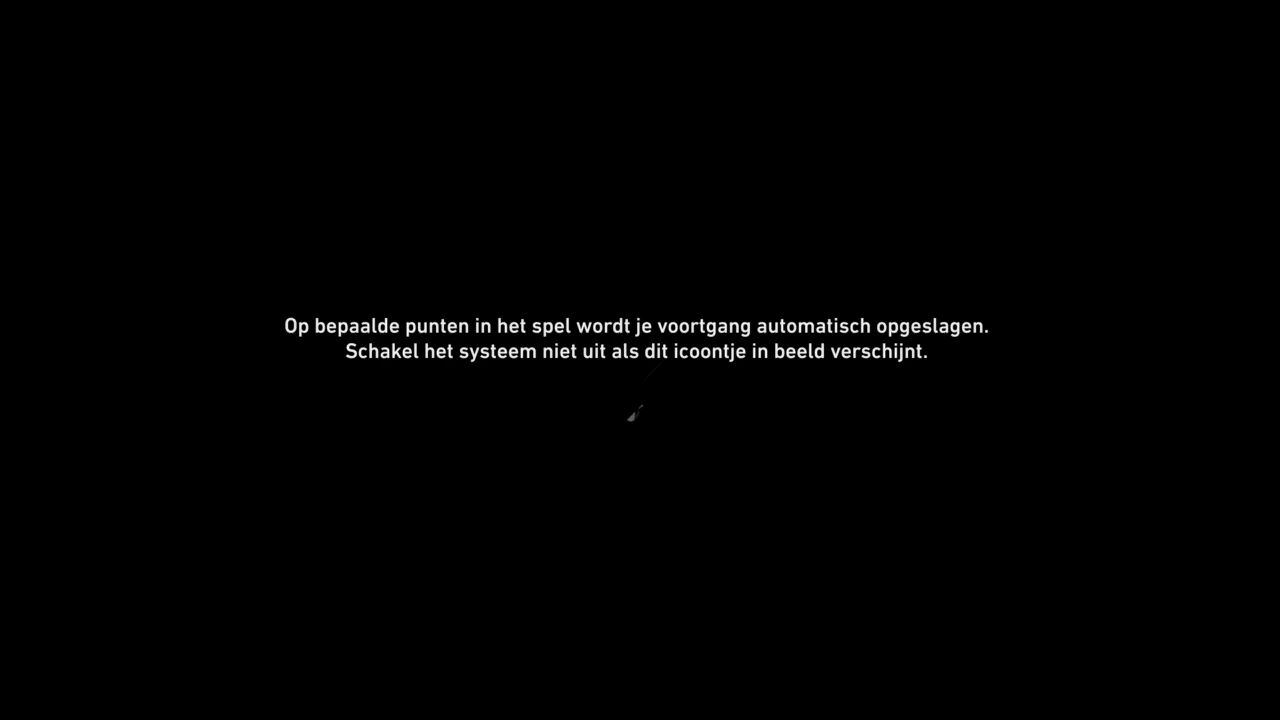 Op bepaalde punten in het spel wordt je voortgang automatisch opgeslagen.
Schakel het systeem niet uit als dit icoontje in beeld verschijnt.